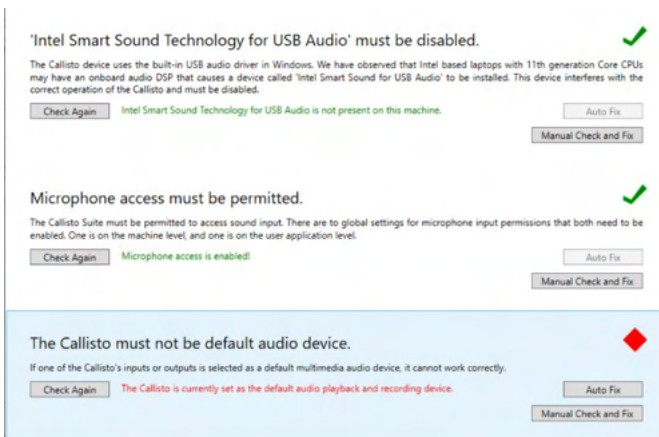 'Intel Smart Sound Technology for USB Audio' must be disabled.
The Callisto device uses the built-in USB audio driver in Windows. We have observed that Intel based laptops with 11th generation Core CPUs
may have an onboard audio DSP that causes a device called 'Intel Smart Sound for USB Audio' to be installed. This device interferes with the
correct operation of the Callisto and must be disabled.
Check Again Intel Smart Sound Technology for USB Audio is not present on this machine. Auto Fix
Manual Check and Fix
Microphone access must be permitted.
The Callisto Suite must be permitted to access sound input. There are to global settings for microphone input permissions that both need to be
enabled. One is on the machine level, and one is on the user application level.
Check Again Microphone access is enabled! Auto Fix
Manual Check and Fix
The Callisto must not be default audio device.
If one of the Callisto's inputs or outputs is selected as a default multimedia audio device, it cannot work correctly.
Check Again The Callisto is currently set as the default audio playback and recording device. Auto Fix
Manual Check and Fix